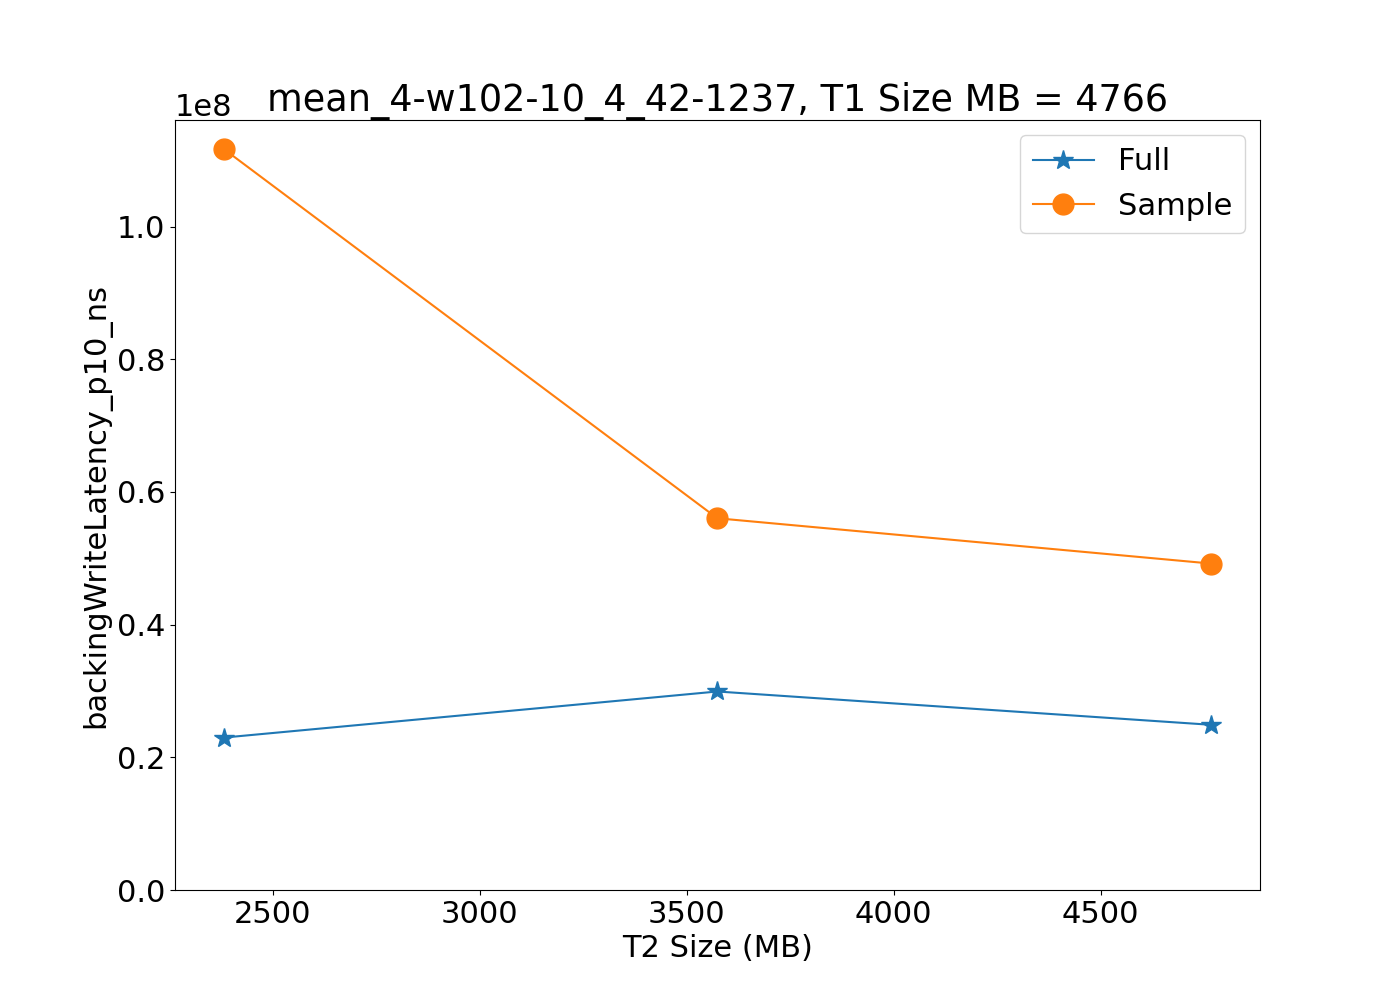 mean_4-w102-10_4_42-1237, T1 Size MB = 4766
1e8
Full
Sample
1.0
0.8
0.6
0.4
0.2
0.0
backingWriteLatency_p10_ns
2500 3000 3500 4000 4500
T2 Size (MB)